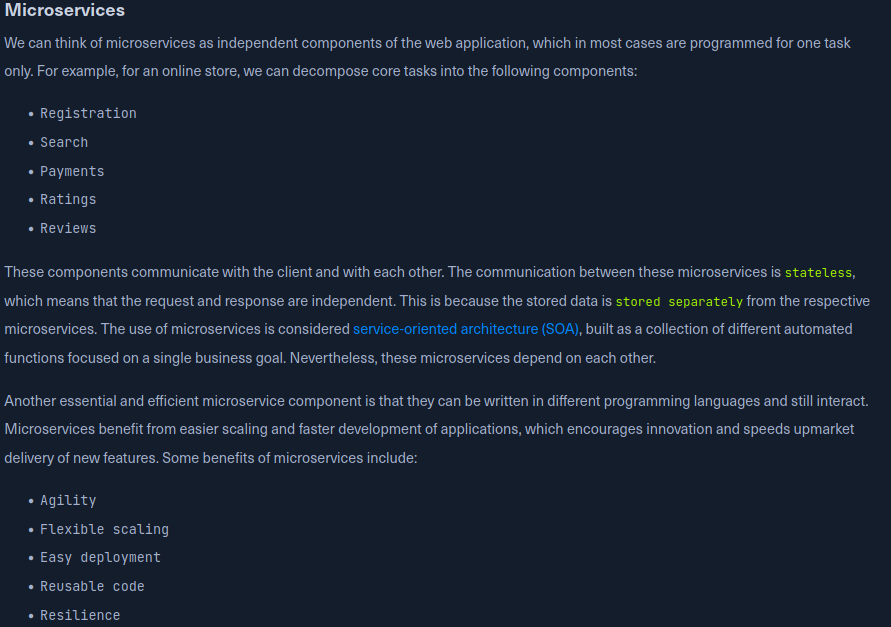 Microservices
We can think of microservices as independent components of the web application, which in most cases are programmed for one task
only. For example, for an online store, we can decompose core tasks into the following components:
• Registration
• Search
• Payments
• Ratings
• Reviews
These components communicate with the client and with each other. The communication between these microservices is stateless,
which means that the request and response are independent. This is because the stored data is stored separately from the respective
microservices. The use of microservices is considered service-oriented architecture (SOA), built as a collection of different automated
functions focused on a single business goal. Nevertheless, these microservices depend on each other.
Another essential and efficient microservice component is that they can be written in different programming languages and still interact.
Microservices benefit from easier scaling and faster development of applications, which encourages innovation and speeds upmarket
delivery of new features. Some benefits of microservices include:
• Agility
• Flexible scaling
• Easy deployment
• Reusable code
• Resilience